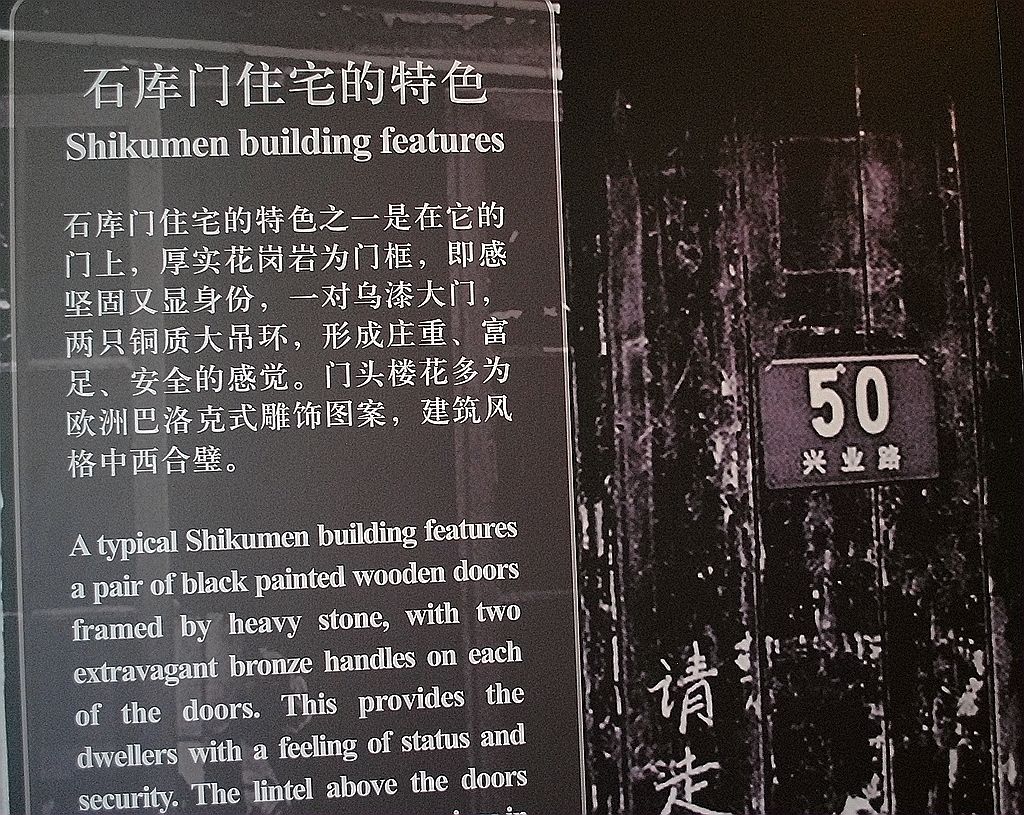 石库门住宅的特色
Shikumen building features
石库门住宅的特色之一是在它的
门上，厚实花岗岩为门框，即感
坚固又显身份，一对乌漆大门，
两只铜质大吊环，形成庄重、富
足、安全的感觉。门头楼花多为
欧洲巴洛克式雕饰图案，建筑风
格中西合璧。
A typical Shikumen building features
a pair of black painted wooden doors
framed by heavy stone, with two
extravagant bronze handles on each
of the doors. This provides the
dwellers with a feeling of status and
security. The lintel above the doors
50
兴业路
请
走